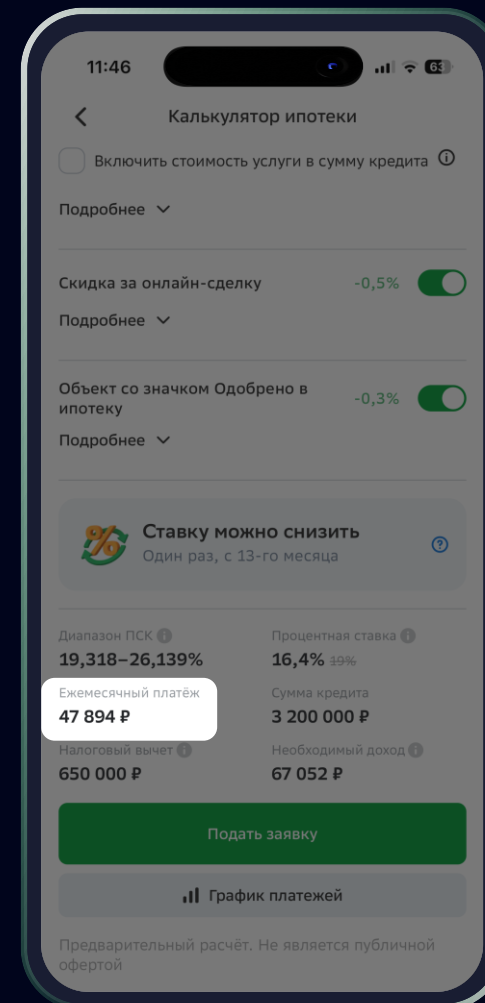 11:46
63
Калькулятор ипотеки
Включить стоимость услуги в сумму кредита
Подробнее
Скидка за онлайн-сделку -0,5%
Подробнее
Объект со значком Одобрено в
ипотеку
-0,3%
Подробнее
%
Ставку можно снизить
Один раз, с 13-го месяца
?
Диапазон ПСК
Процентная ставка
19,318–26,139%
16,4% 19%
Ежемесячный платёж
Сумма кредита
47 894 ₽
3 200 000 ₽
Налоговый вычет
Необходимый доход
650 000 ₽
67 052 ₽
Подать заявку
График платежей
Предварительный расчёт. Не является публичной
офертой